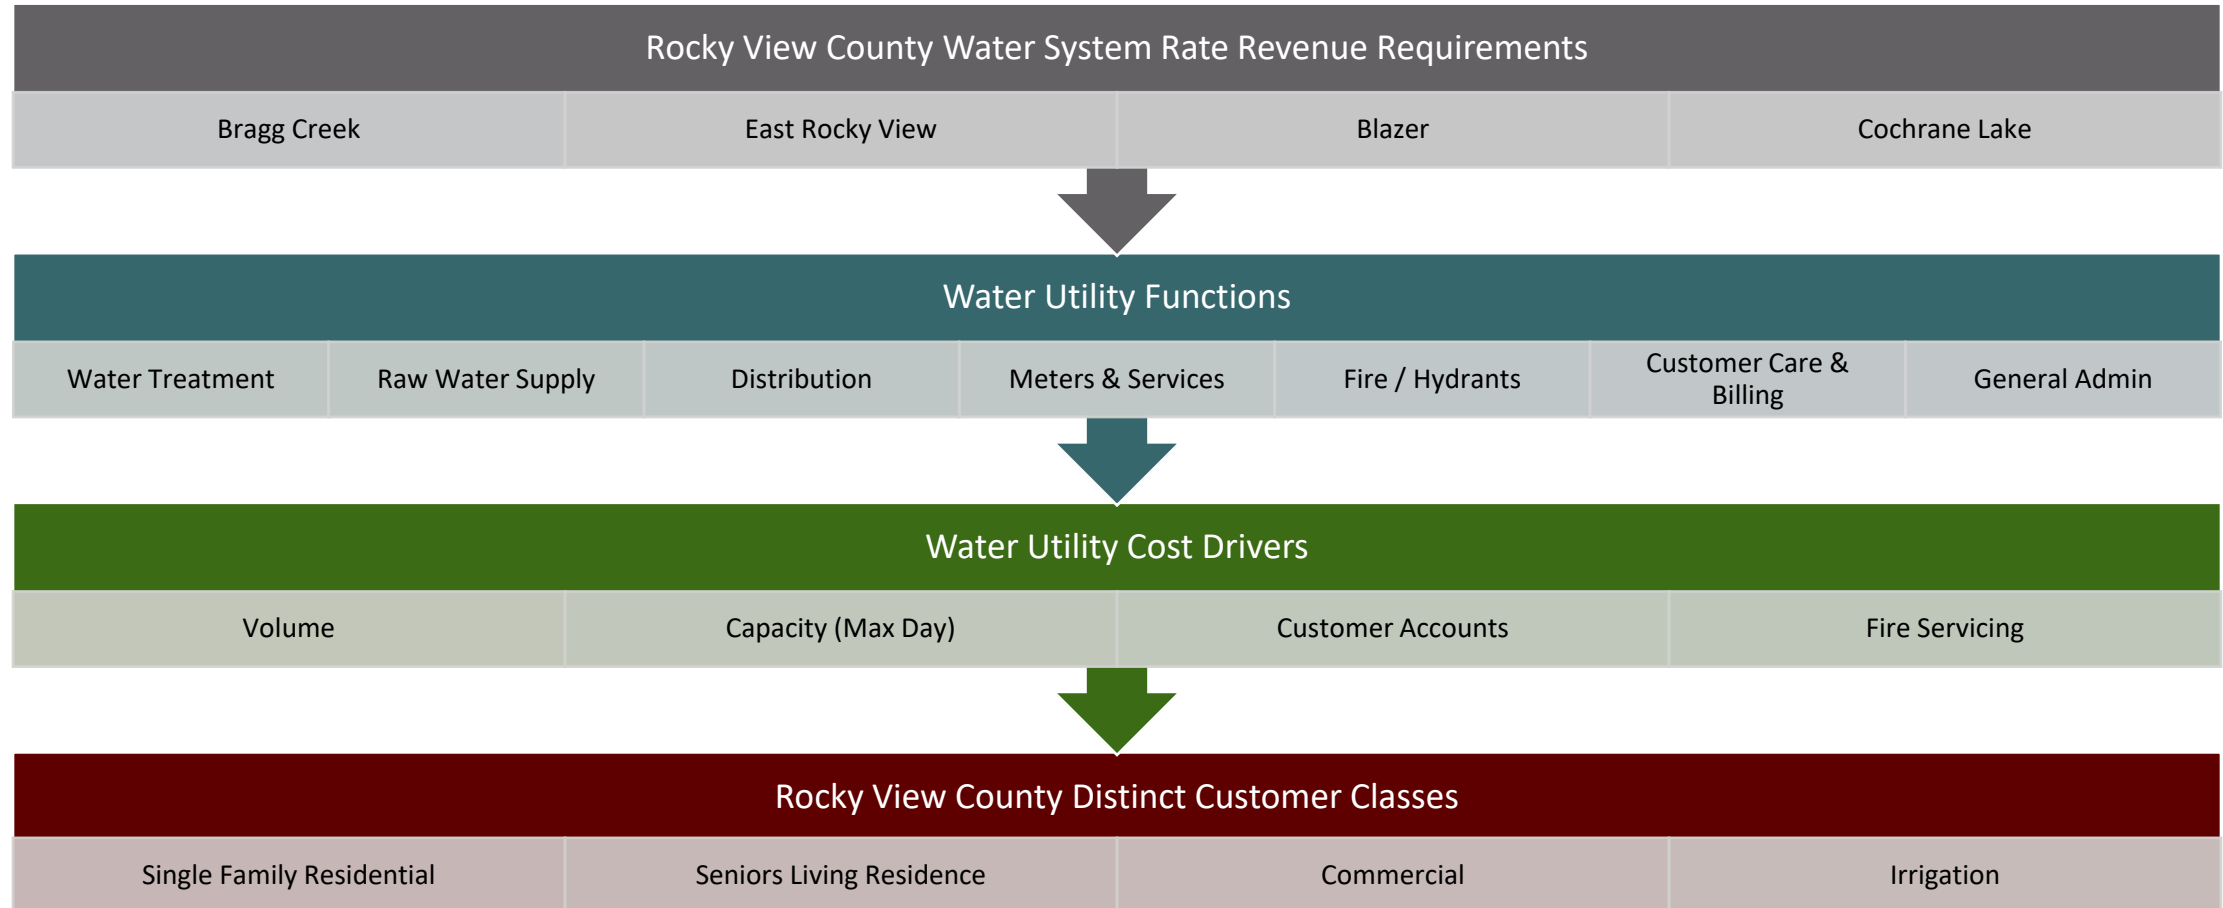 Rocky View County Water System Rate Revenue Requirements
Bragg Creek
East Rocky View
Blazer
Cochrane Lake
Water Utility Functions
Water Treatment
Raw Water Supply
Distribution
Meters & Services
Fire / Hydrants
Customer Care &
Billing
General Admin
Water Utility Cost Drivers
Volume
Capacity (Max Day)
Customer Accounts
Fire Servicing
Rocky View County Distinct Customer Classes
Single Family Residential
Seniors Living Residence
Commercial
Irrigation